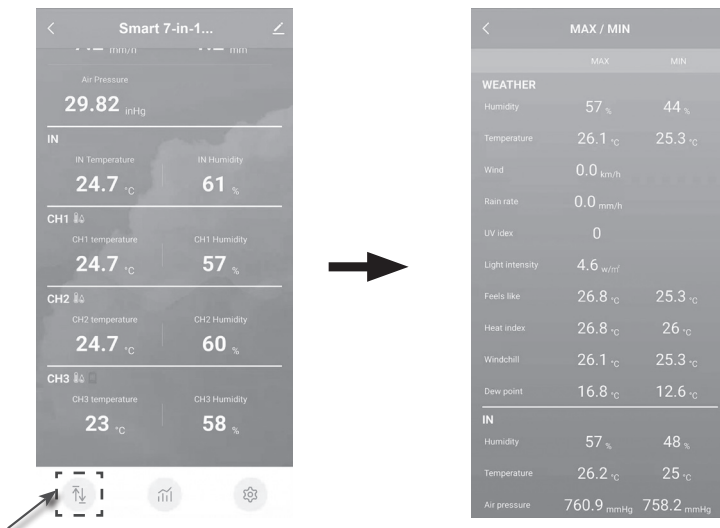 Smart 7-in-1...
mm/h mm
Air Pressure
29.82 inHg
IN
IN Temperature IN Humidity
24.7 °C 61 %
CH1
CH1 temperature CH1 Humidity
24.7 °C 57 %
CH2
CH2 temperature CH2 Humidity
24.7 °C 60 %
CH3
CH3 temperature CH3 Humidity
23 °C 58 %
MAX / MIN
MAX MIN
WEATHER
Humidity 57 % 44 %
Temperature 26.1 °C 25.3 °C
Wind 0.0 km/h
Rain rate 0.0 mm/h
UV idex 0
Light intensity 4.6 w/m²
Feels like 26.8 °C 25.3 °C
Heat index 26.8 °C 26 °C
Windchill 26.1 °C 25.3 °C
Dew point 16.8 °C 12.6 °C
IN
Humidity 57 % 48 %
Temperature 26.2 °C 25 °C
Air pressure 760.9 mmHg 758.2 mmHg